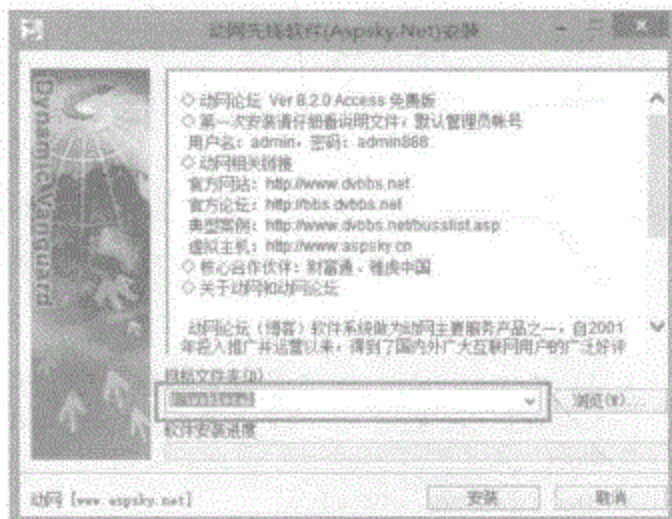 动网先锋软件(Aspsky.Net)安装
DynamicVanguard
◇ 动网论坛 Ver 8.2.0 Access 免费版
◇ 第一次安装请仔细看说明文件，默认管理员帐号
用户名：admin，密码：admin888
◇ 动网相关链接
官方网站：http://www.dvbbs.net
官方论坛：http://bbs.dvbbs.net
典型案例：http://www.dvbbs.net/busslist.asp
虚拟主机：http://www.aspsky.cn
◇ 核心合作伙伴：财富通、雅虎中国
◇ 关于动网和动网论坛
动网论坛（博客）软件系统做为动网主要服务产品之一，自2001
年投入推广并运营以来，得到了国内外广大互联网用户的广泛好评
目标文件夹(D)
浏览(W)
软件安装进度
动网 [www.aspsky.net]
安装
取消